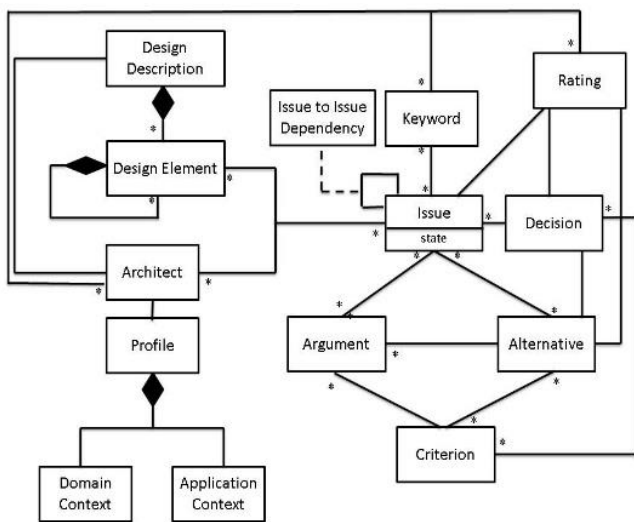 Design
Description
*
Rating
*
Keyword
*
Issue to Issue
Dependency
*
Design Element
*
*
*
Issue
state
*
*
*
*
Decision
*
Architect
*
*
Profile
*
*
Argument
*
*
*
Alternative
*
Criterion
*
*
Domain
Context
Application
Context